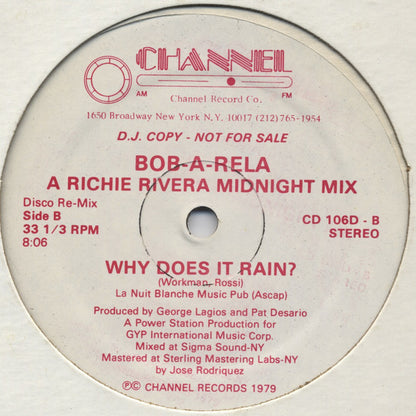 CHANNEL
AM FM
Channel Record Co.
1650 Broadway New York N.Y. 10017 (212) 765-1954
D.J. COPY - NOT FOR SALE
BOB-A-RELA
A RICHIE RIVERA MIDNIGHT MIX
Disco Re-Mix
Side B
33 1/3 RPM
8:06
CD 106D - B
STEREO
WHY DOES IT RAIN?
(Workman, Rossi)
La Nuit Blanche Music Pub (Ascap)
Produced by George Lagios and Pat Desario
A Power Station Production for
GYP International Music Corp.
Mixed at Sigma Sound-NY
Mastered at Sterling Mastering Labs-NY
by Jose Rodriquez
℗© CHANNEL RECORDS 1979